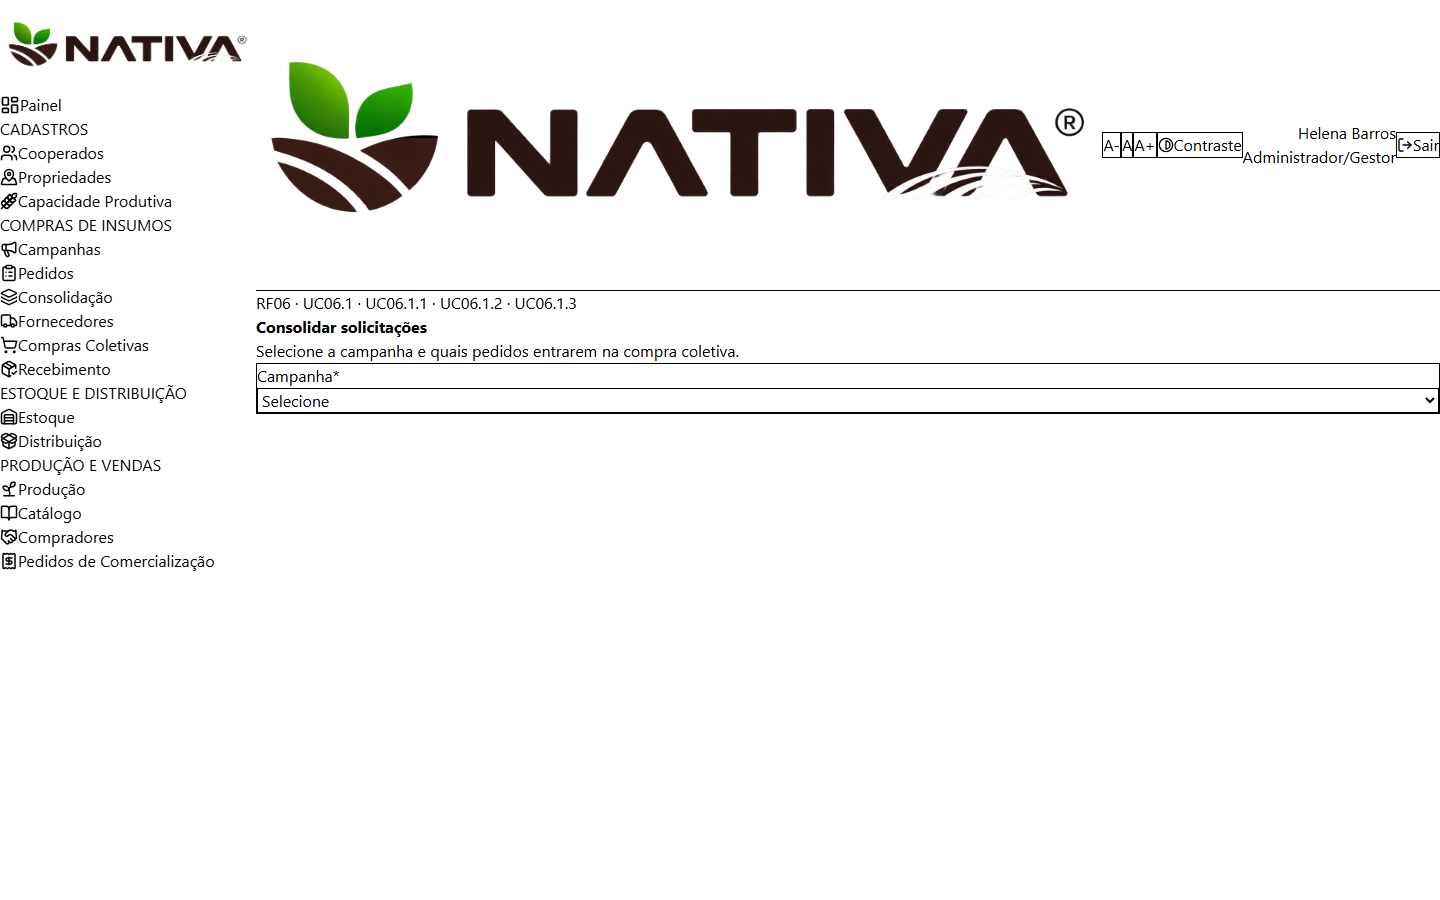 NATIVA®
Painel
CADASTROS
Cooperados
Propriedades
Capacidade Produtiva
COMPRAS DE INSUMOS
Campanhas
Pedidos
Consolidação
Fornecedores
Compras Coletivas
Recebimento
ESTOQUE E DISTRIBUIÇÃO
Estoque
Distribuição
PRODUÇÃO E VENDAS
Produção
Catálogo
Compradores
Pedidos de Comercialização
NATIVA®
A- A A+ Contraste
Helena Barros
Administrador/Gestor
Sair
RF06 · UC06.1 · UC06.1.1 · UC06.1.2 · UC06.1.3
Consolidar solicitações
Selecione a campanha e quais pedidos entrarem na compra coletiva.
Campanha*
Selecione